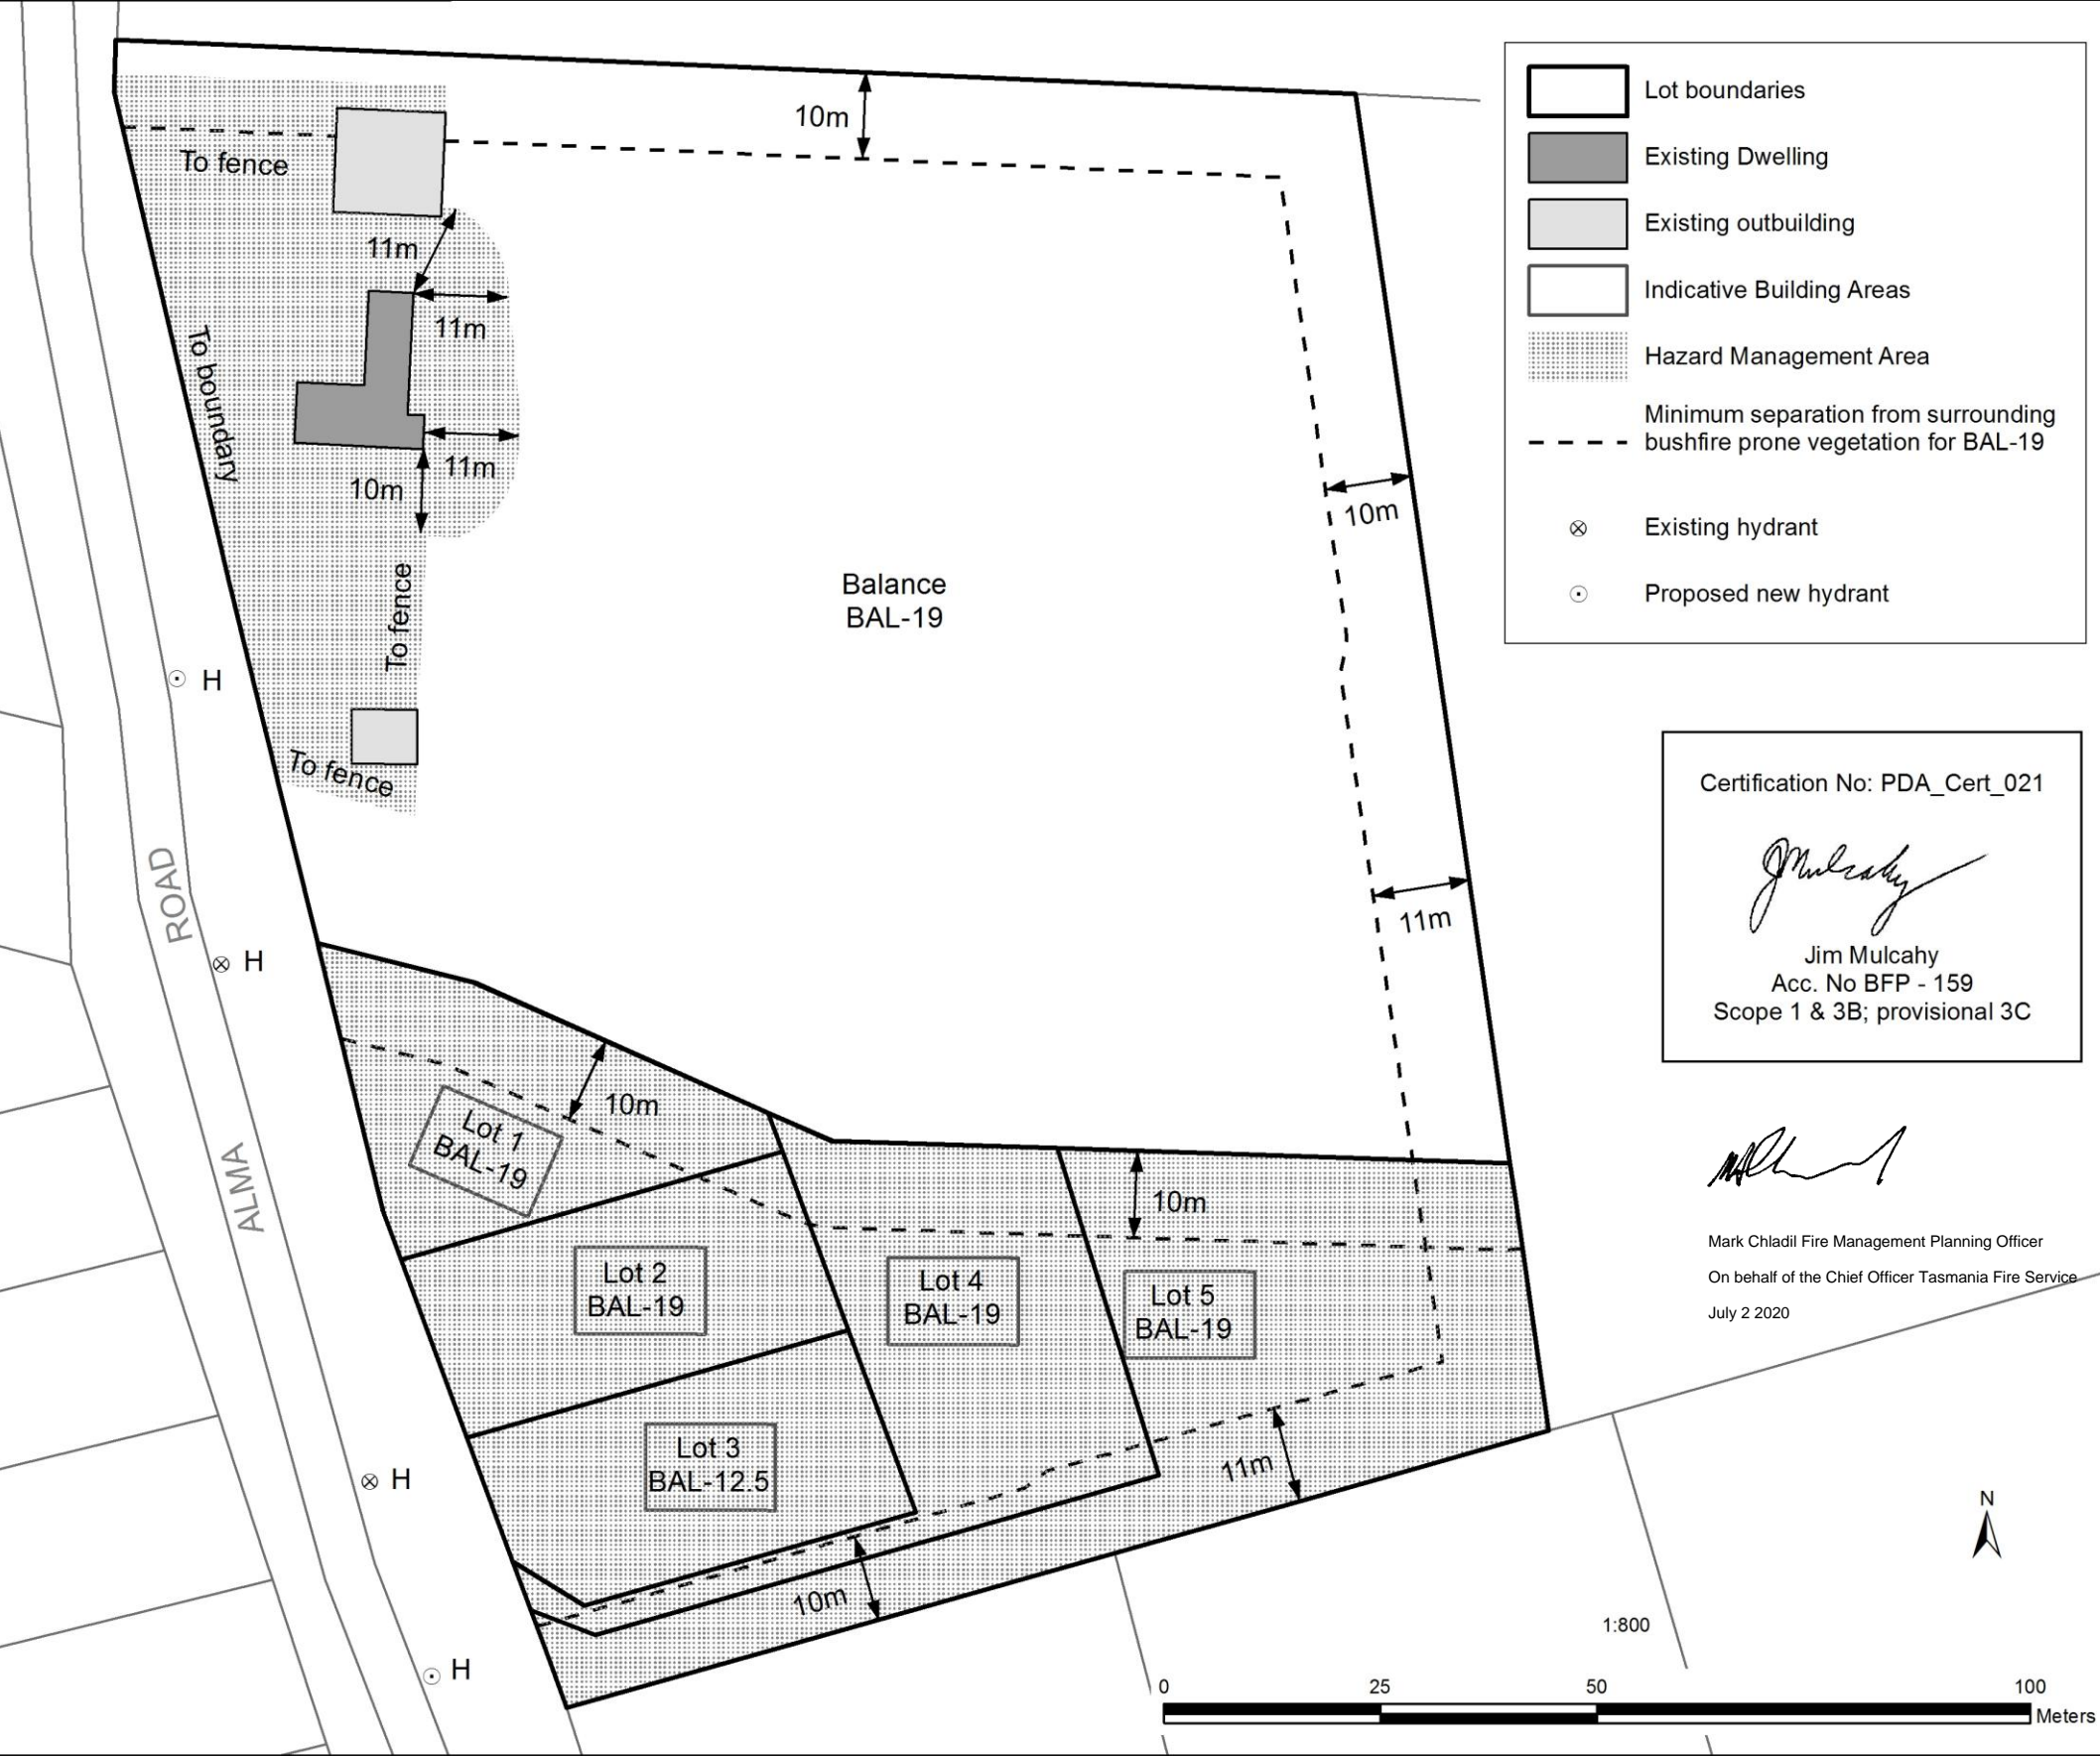 10m
To fence
11m
11m
To boundary
11m
10m
To fence
To fence
Balance
BAL-19
10m
11m
H
H
H
H
ROAD
ALMA
10m
Lot 1
BAL-19
10m
Lot 2
BAL-19
Lot 4
BAL-19
Lot 5
BAL-19
Lot 3
BAL-12.5
11m
10m
Lot boundaries
Existing Dwelling
Existing outbuilding
Indicative Building Areas
Hazard Management Area
Minimum separation from surrounding
bushfire prone vegetation for BAL-19
Existing hydrant
Proposed new hydrant
Certification No: PDA_Cert_021
JMulcahy
Jim Mulcahy
Acc. No BFP - 159
Scope 1 & 3B; provisional 3C
Mark Chladil Fire Management Planning Officer
On behalf of the Chief Officer Tasmania Fire Service
July 2 2020
N
1:800
0 25 50 100
Meters